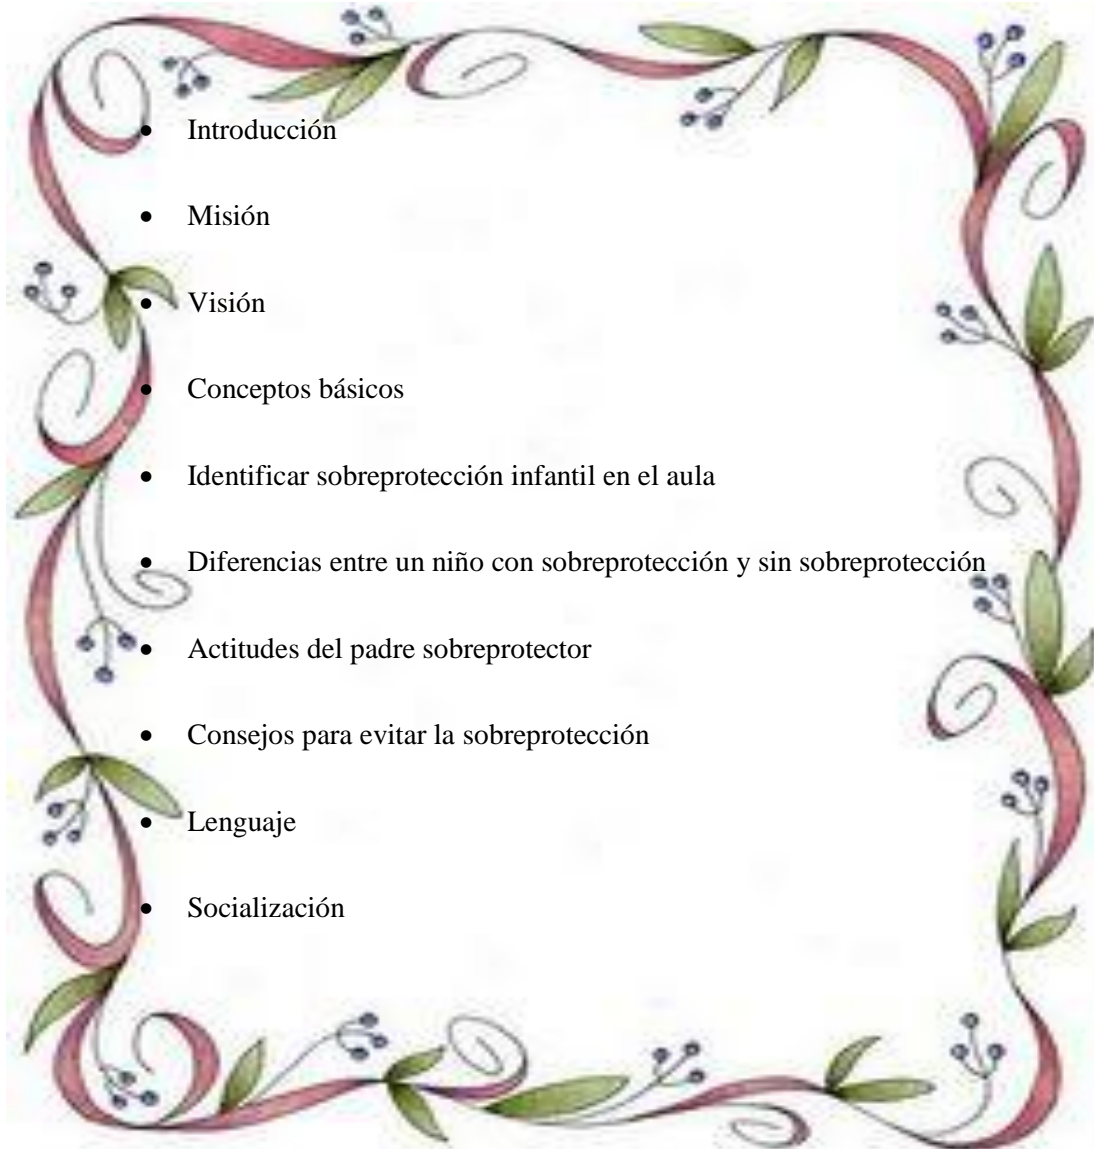 • Introducción
• Misión
• Visión
• Conceptos básicos
• Identificar sobreprotección infantil en el aula
• Diferencias entre un niño con sobreprotección y sin sobreprotección
• Actitudes del padre sobreprotector
• Consejos para evitar la sobreprotección
• Lenguaje
• Socialización